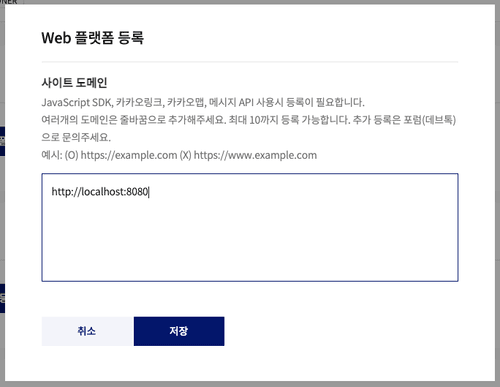 Web 플랫폼 등록
사이트 도메인
JavaScript SDK, 카카오링크, 카카오맵, 메시지 API 사용시 등록이 필요합니다.
여러개의 도메인은 줄바꿈으로 추가해주세요. 최대 10까지 등록 가능합니다. 추가 등록은 포럼(데브톡)
으로 문의주세요.
예시: (O) https://example.com (X) https://www.example.com
http://localhost:8080
취소
저장